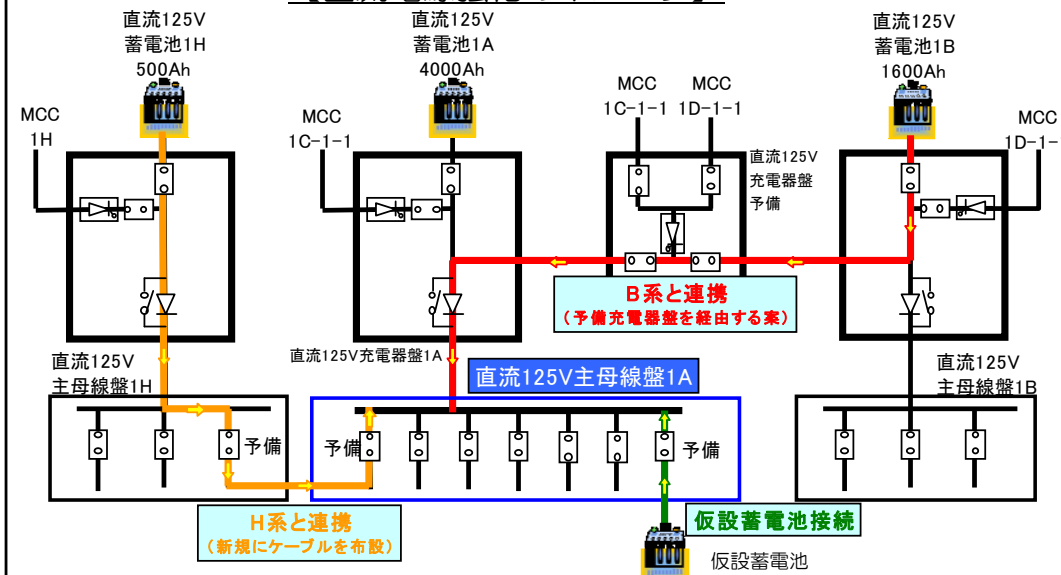 直流125V
蓄電池1H
500Ah
直流125V
蓄電池1A
4000Ah
直流125V
蓄電池1B
1600Ah
MCC
1H
MCC
1C-1-1
MCC
1C-1-1
MCC
1D-1-1
MCC
1D-1-
直流125V
充電器盤
予備
B系と連携
(予備充電器盤を経由する案)
直流125V充電器盤1A
直流125V
主母線盤1H
直流125V主母線盤1A
直流125V
主母線盤1B
予備
予備
予備
H系と連携
(新規にケーブルを布設)
仮設蓄電池接続
仮設蓄電池